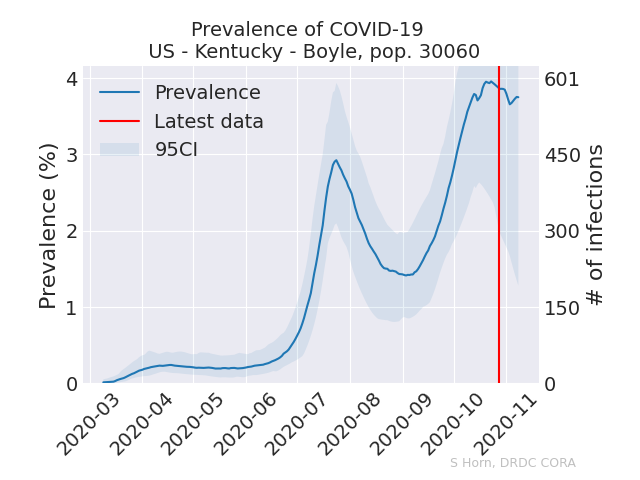 Prevalence of COVID-19
US - Kentucky - Boyle, pop. 30060
Prevalence
Latest data
95CI
Prevalence (%)
4
3
2
1
0
601
450
300
150
0
# of infections
2020-03
2020-04
2020-05
2020-06
2020-07
2020-08
2020-09
2020-10
2020-11
S Horn, DRDC CORA